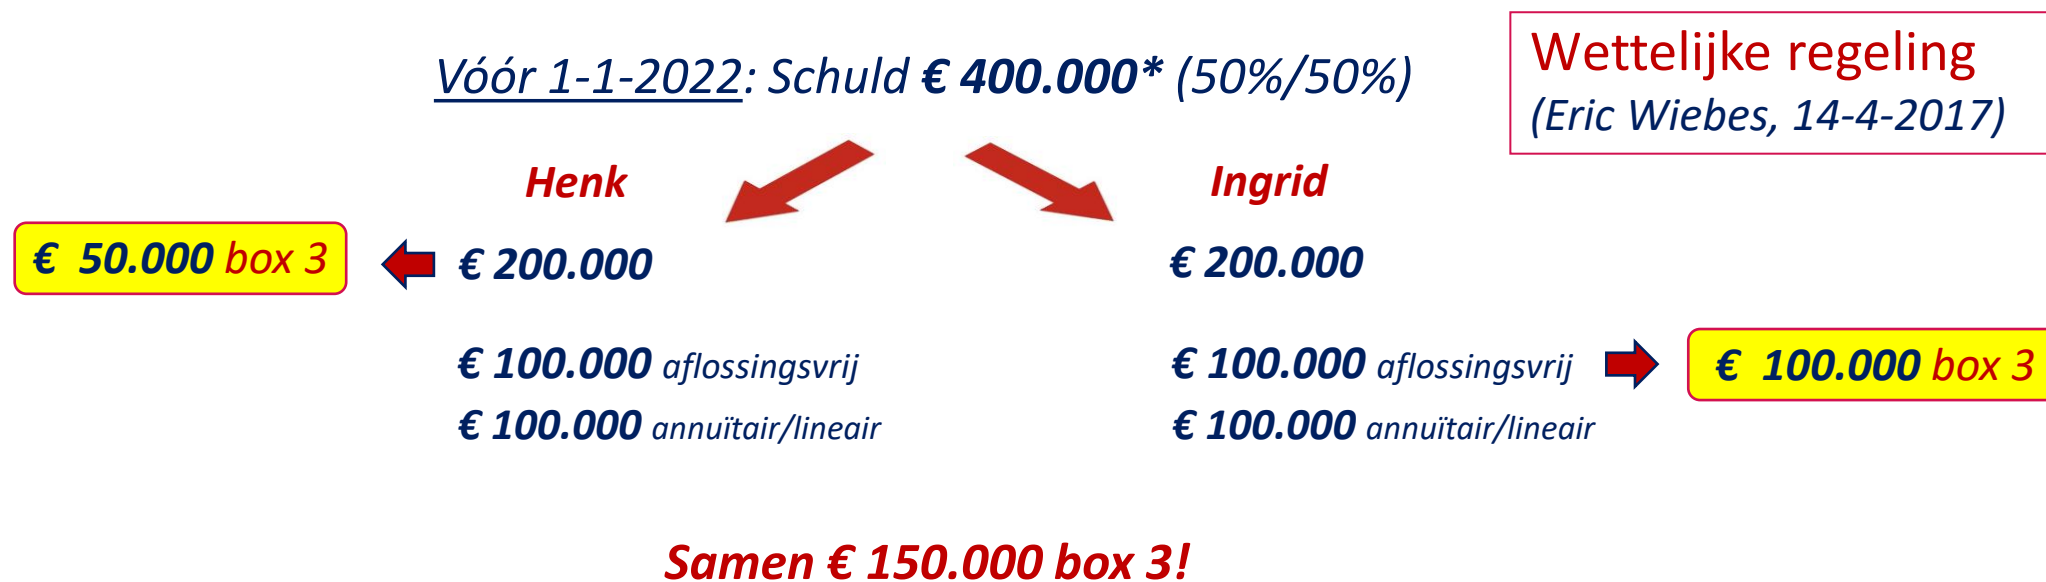 Wettelijke regeling
(Eric Wiebes, 14-4-2017)
Vóór 1-1-2022: Schuld € 400.000* (50%/50%)
Henk
Ingrid
€ 50.000 box 3
€ 200.000
€ 200.000
€ 100.000 aflossingsvrij
€ 100.000 aflossingsvrij
€ 100.000 box 3
€ 100.000 annuïtair/lineair
€ 100.000 annuïtair/lineair
Samen € 150.000 box 3!